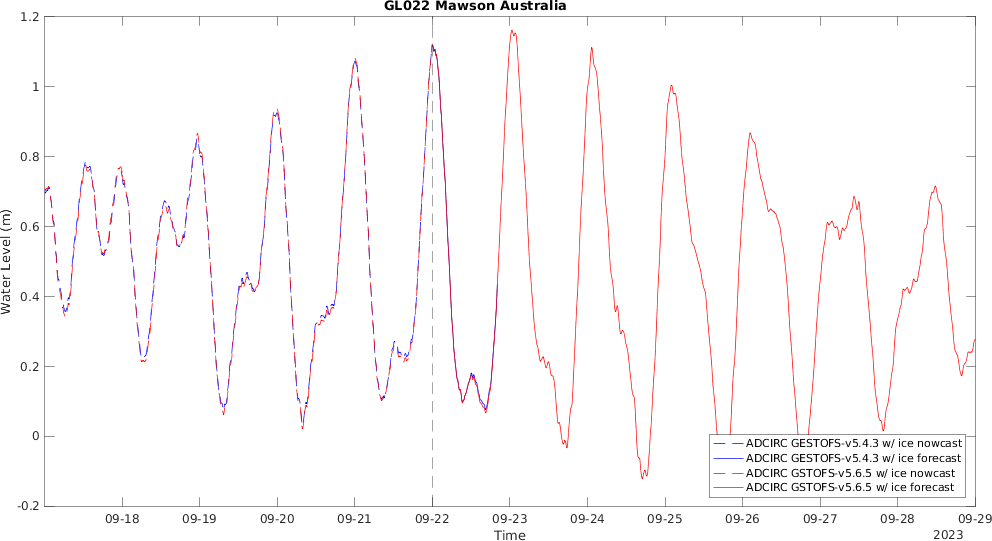 GL022 Mawson Australia
1.2
1
0.8
0.6
0.4
0.2
0
-0.2
Water Level (m)
ADCIRC GESTOFS-v5.4.3 w/ ice nowcast
ADCIRC GESTOFS-v5.4.3 w/ ice forecast
ADCIRC GSTOFS-v5.6.5 w/ ice nowcast
ADCIRC GSTOFS-v5.6.5 w/ ice forecast
09-18 09-19 09-20 09-21 09-22 09-23 09-24 09-25 09-26 09-27 09-28 09-29
Time
2023